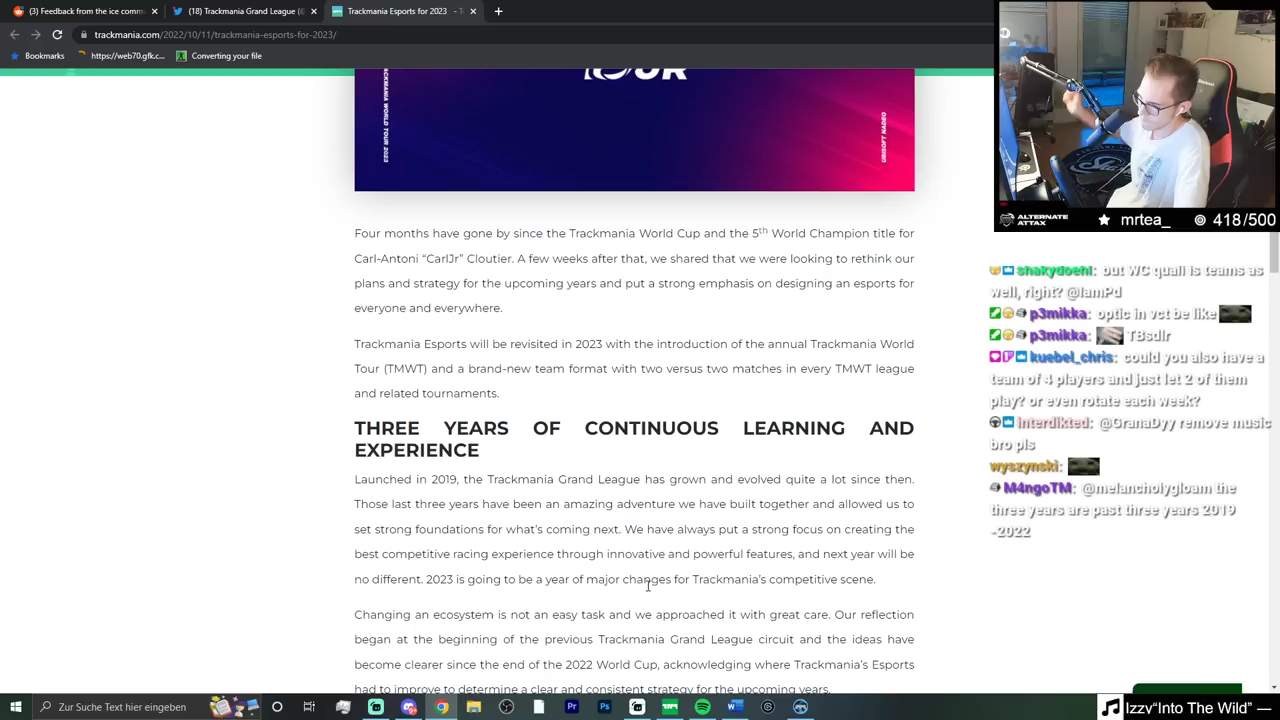 (3) Feedback from the ice comm
(18) Trackmania Grand League (
Trackmania Esports for 2023
trackmania.com/2022/10/11/trackmania-esports-for-2023/
Bookmarks
https://web70.gfk.c...
Converting your file
TRACKMANIA WORLD TOUR 2023
TOUR
UBISOFT NADEO
Four months have gone by since the Trackmania World Cup and the 5th World Champion title for
Carl-Antoni "CarlJr" Cloutier. A few weeks after that, we shared that we were looking to rethink our
plans and strategy for the upcoming years and put a strong emphasis on designing an esports for
everyone and everywhere.
Trackmania Esports will be revisited in 2023 with the introduction of the annual Trackmania World
Tour (TMWT) and a brand-new team format with two versus two matches in every TMWT league
and related tournaments.
THREE YEARS OF CONTINUOUS LEARNING AND
EXPERIENCE
Launched in 2019, the Trackmania Grand League has grown and evolved quite a lot since then.
Those last three years have been an amazing adventure we have built together and allowed us to
set strong foundations for what's coming next. We have always put a strong focus on creating the
best competitive racing experience through innovative and powerful features, and next year will be
no different. 2023 is going to be a year of major changes for Trackmania's competitive scene.
Changing an ecosystem is not an easy task and we approached it with great care. Our reflection
began at the beginning of the previous Trackmania Grand League circuit and the ideas have
become clearer since the end of the 2022 World Cup, acknowledging where Trackmania's Esports
had to improve to determine a clear and consistent strategy for the upcoming years.
ALTERNATE
ATTAX
mrtea_
418/500
snakydoehl: but WC quali is teams as
well, right? @IamPd
p3mikka: optic in vct be like
p3mikka: TBsdlr
kuebel_chris: could you also have a
team of 4 players and just let 2 of them
play? or even rotate each week?
interdikted: @GranaDyy remove music
bro pls
wyszynski:
M4ngoTM: @melancholygloam the
three years are past three years 2019
-2022
Zur Suche Text hier eingeben
Izzv"Into The Wild" —